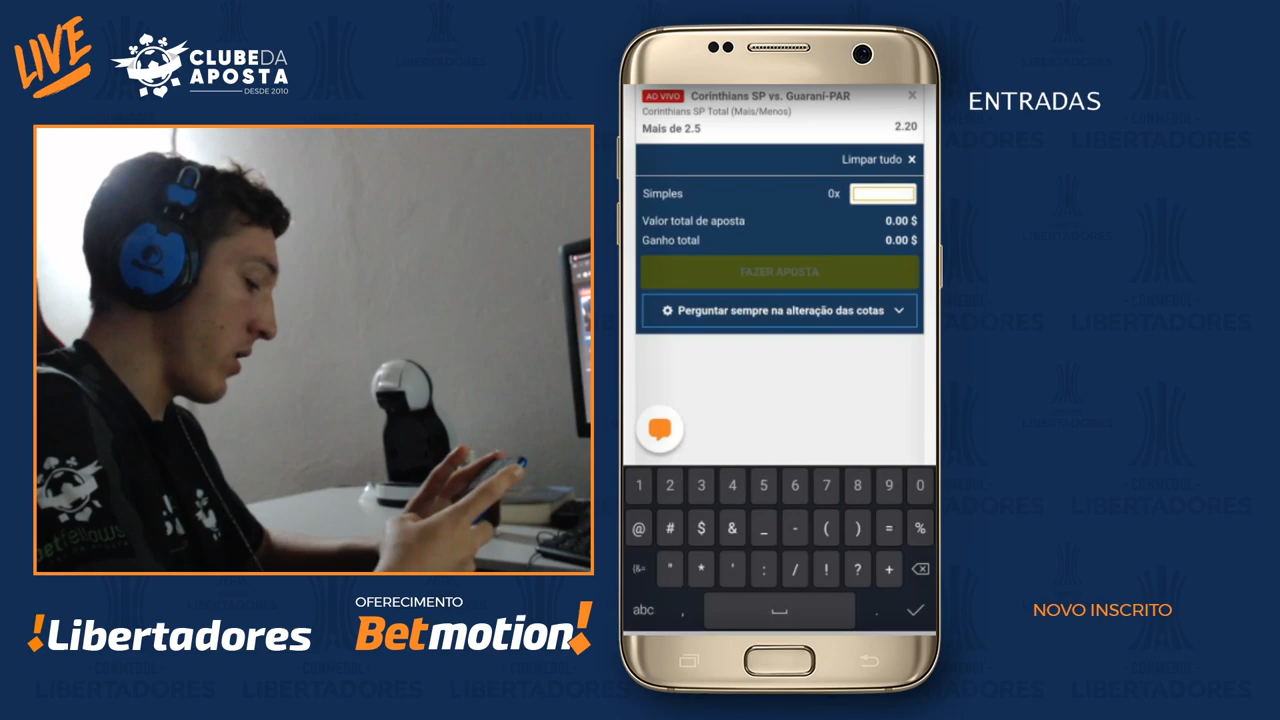 LIVE
CLUBEDA
APOSTA
DESDE 2010
AO VIVO Corinthians SP vs. Guaraní-PAR ×
Corinthians SP Total (Mais/Menos)
Mais de 2.5 2.20
Limpar tudo ×
Simples 0x
Valor total de aposta 0.00 $
Ganho total 0.00 $
FAZER APOSTA
Perguntar sempre na alteração das cotas
1 2 3 4 5 6 7 8 9 0
@ # $ & _ - ( ) = %
{&= " * ' : / ! ? +
abc , .
ENTRADAS
NOVO INSCRITO
!Libertadores
OFERECIMENTO
Betmotion!